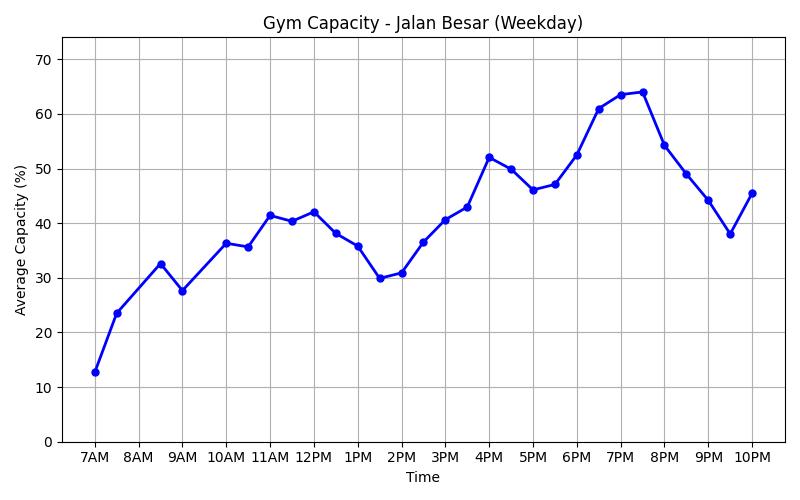 Gym Capacity - Jalan Besar (Weekday)
Average Capacity (%)
70
60
50
40
30
20
10
0
7AM 8AM 9AM 10AM 11AM 12PM 1PM 2PM 3PM 4PM 5PM 6PM 7PM 8PM 9PM 10PM
Time